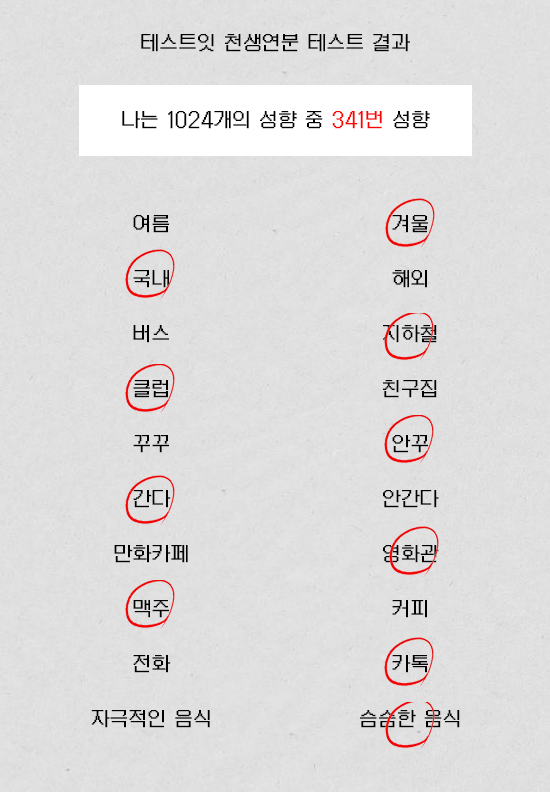 테스트잇 천생연분 테스트 결과
나는 1024개의 성향 중 341번 성향
여름 겨울
국내 해외
버스 지하철
클럽 친구집
꾸꾸 안꾸
간다 안간다
만화카페 영화관
맥주 커피
전화 카톡
자극적인 음식 슴슴한 음식